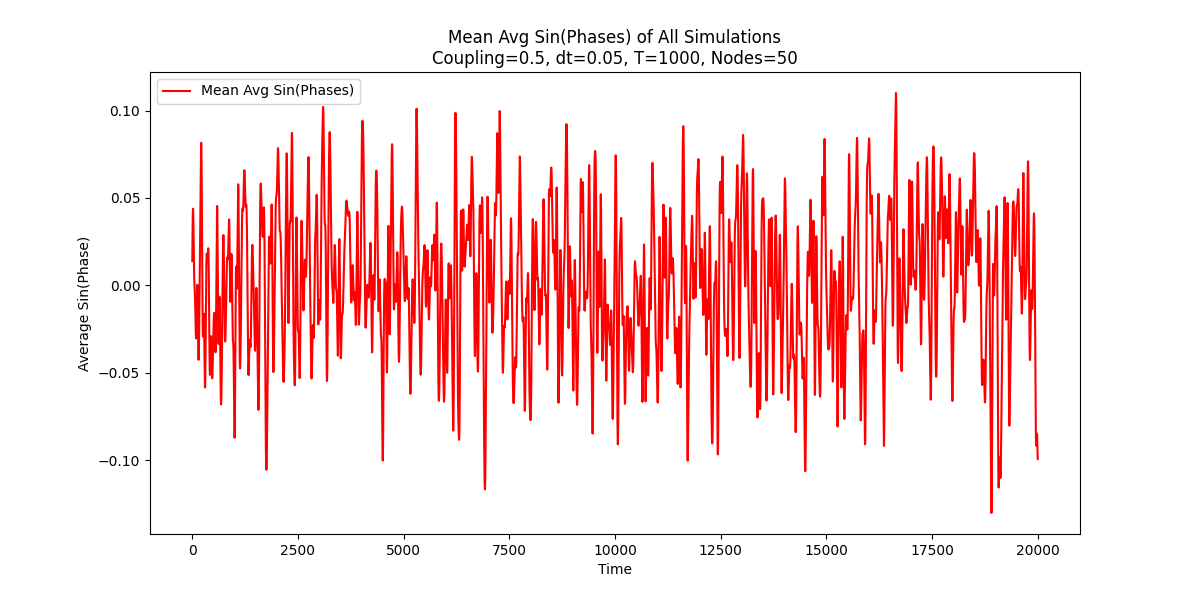 Mean Avg Sin(Phases) of All Simulations
Coupling=0.5, dt=0.05, T=1000, Nodes=50
Mean Avg Sin(Phases)
0.10
0.05
0.00
−0.05
−0.10
Average Sin(Phase)
0 2500 5000 7500 10000 12500 15000 17500 20000
Time